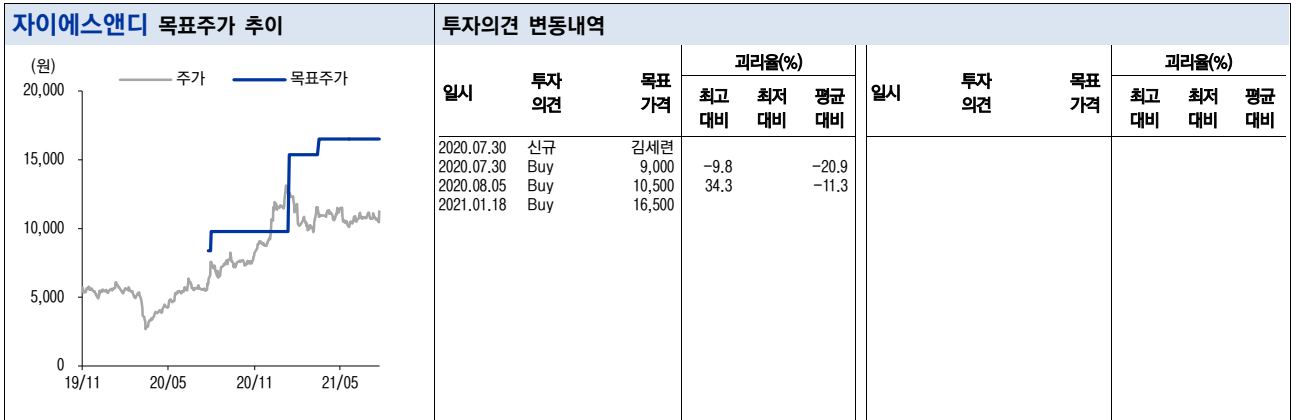 자이에스앤디 목표주가 추이
(원)
주가
목표주가
20,000
15,000
10,000
5,000
0
19/11 20/05 20/11 21/05
투자의견 변동내역
일시 투자의견 목표가격 괴리율(%)
최고대비 최저대비 평균대비
2020.07.30 신규 김세련
2020.07.30 Buy 9,000 -9.8 -20.9
2020.08.05 Buy 10,500 34.3 -11.3
2021.01.18 Buy 16,500
일시 투자의견 목표가격 괴리율(%)
최고대비 최저대비 평균대비